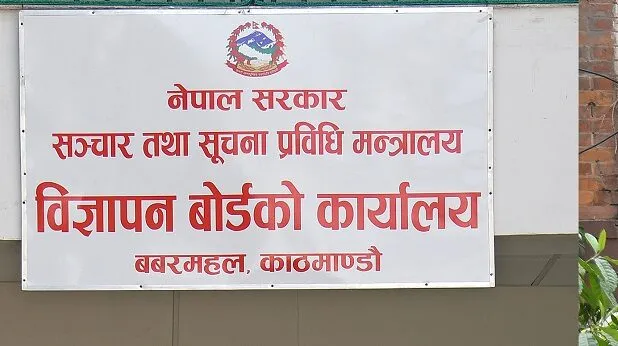 नेपाल सरकार
सञ्चार तथा सूचना प्रविधि मन्त्रालय
विज्ञापन बोर्डको कार्यालय
बबरमहल, काठमाण्डौ